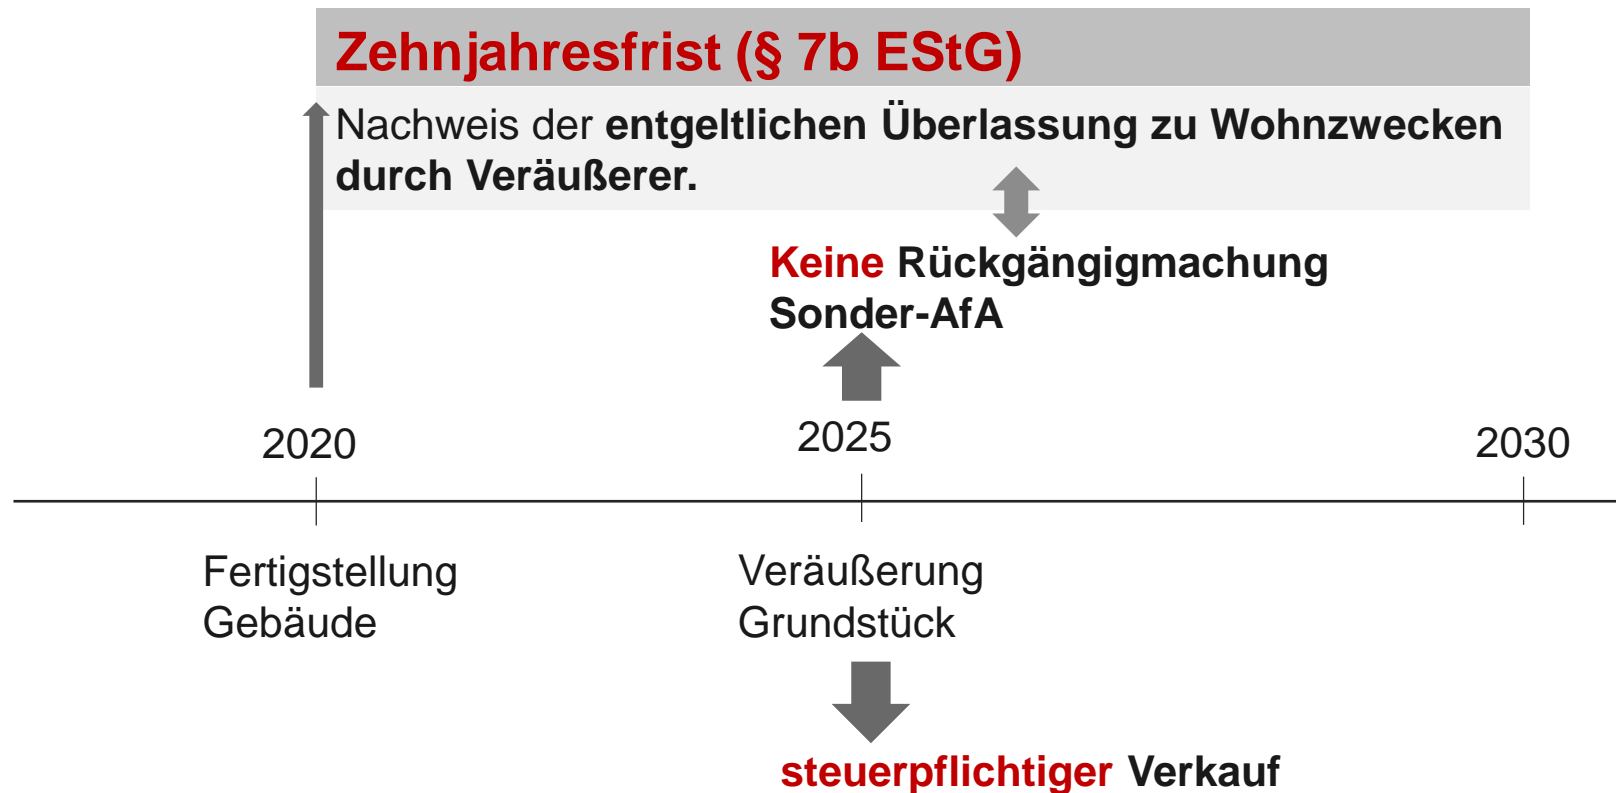 Zehnjahresfrist (§ 7b EStG)
Nachweis der entgeltlichen Überlassung zu Wohnzwecken
durch Veräußerer.
Keine Rückgängigmachung
Sonder-AfA
2020
2025
2030
Fertigstellung
Gebäude
Veräußerung
Grundstück
steuerpflichtiger Verkauf